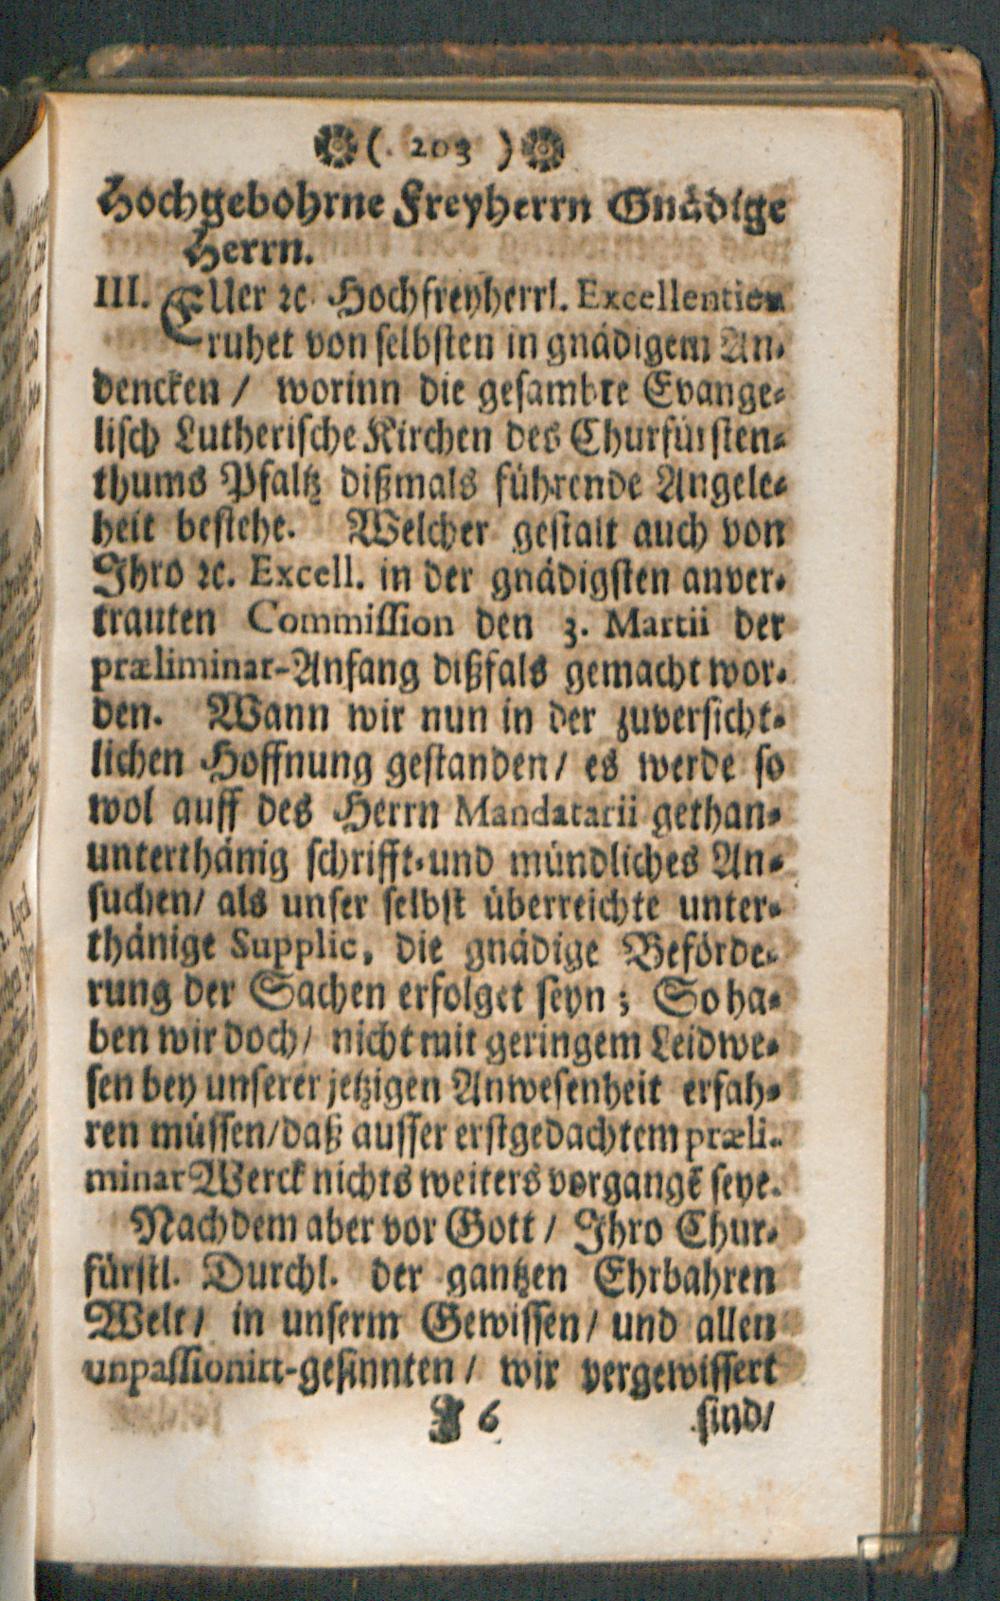 ( 203 )
Hochgebohrne Freyherrn Gnädige
Herrn.
III. EUer ꝛc. Hochfreyherrl. Excellentien
ruhet von selbsten in gnädigem An-
dencken / worinn die gesambte Evange-
lisch Lutherische Kirchen des Churfürsten-
thums Pfaltz dißmals führende Angele-
heit bestehe. Welcher gestalt auch von
Ihro ꝛc. Excell. in der gnädigsten anver-
trauten Commission den 3. Martii der
præliminar-Anfang dißfals gemacht wor-
den. Wann wir nun in der zuversicht-
lichen Hoffnung gestanden / es werde so
wol auff des Herrn Mandatarii gethan-
unterthänig schrifft-und mündliches An-
suchen / als unser selbst überreichte unter-
thänige Supplic, die gnädige Beförde-
rung der Sachen erfolget seyn ; So ha-
ben wir doch / nicht mit geringem Leidwe-
sen bey unserer jetzigen Anwesenheit erfah-
ren müssen / daß ausser erstgedachtem præli-
minar Werck nichts weiters vorgangē seye.
Nachdem aber vor Gott / Ihro Chur-
fürstl. Durchl. der gantzen Ehrbahren
Welt / in unserm Gewissen / und allen
unpassionirt-gesinnten / wir vergewissert
6 sind /